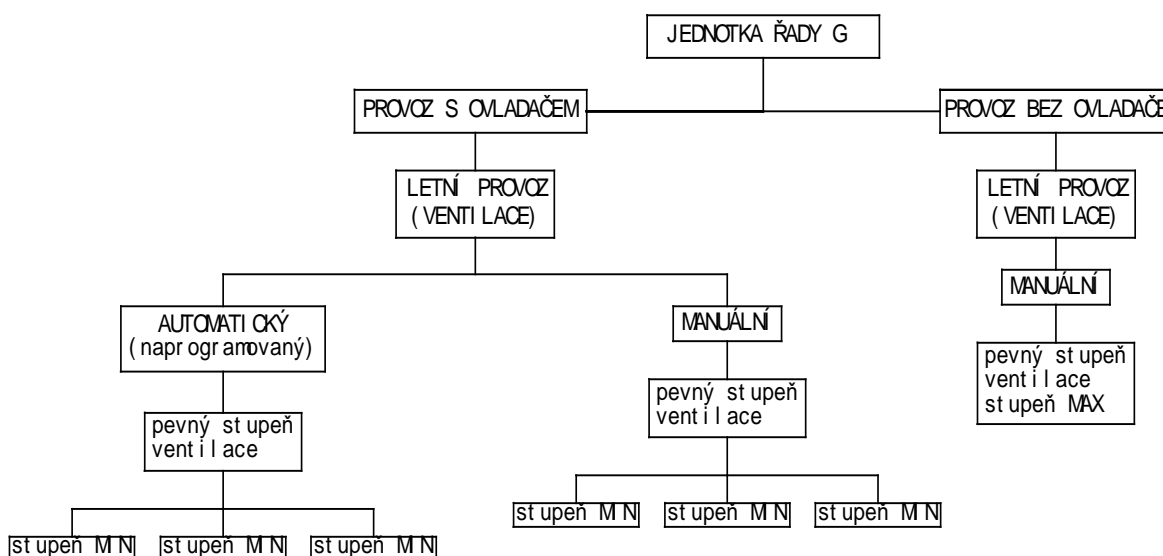 JEDNOTKA ŘADY G
PROVOZ S OVLADAČEM
PROVOZ BEZ OVLADAČE
LETNÍ PROVOZ
(VENTILACE)
LETNÍ PROVOZ
(VENTILACE)
AUTOMATICKÝ
(naprogramovaný)
MANUÁLNÍ
MANUÁLNÍ
pevný stupeň
ventilace
stupeň MAX
pevný stupeň
ventilace
pevný stupeň
ventilace
stupeň MIN
stupeň MIN
stupeň MIN
stupeň MIN
stupeň MIN
stupeň MIN